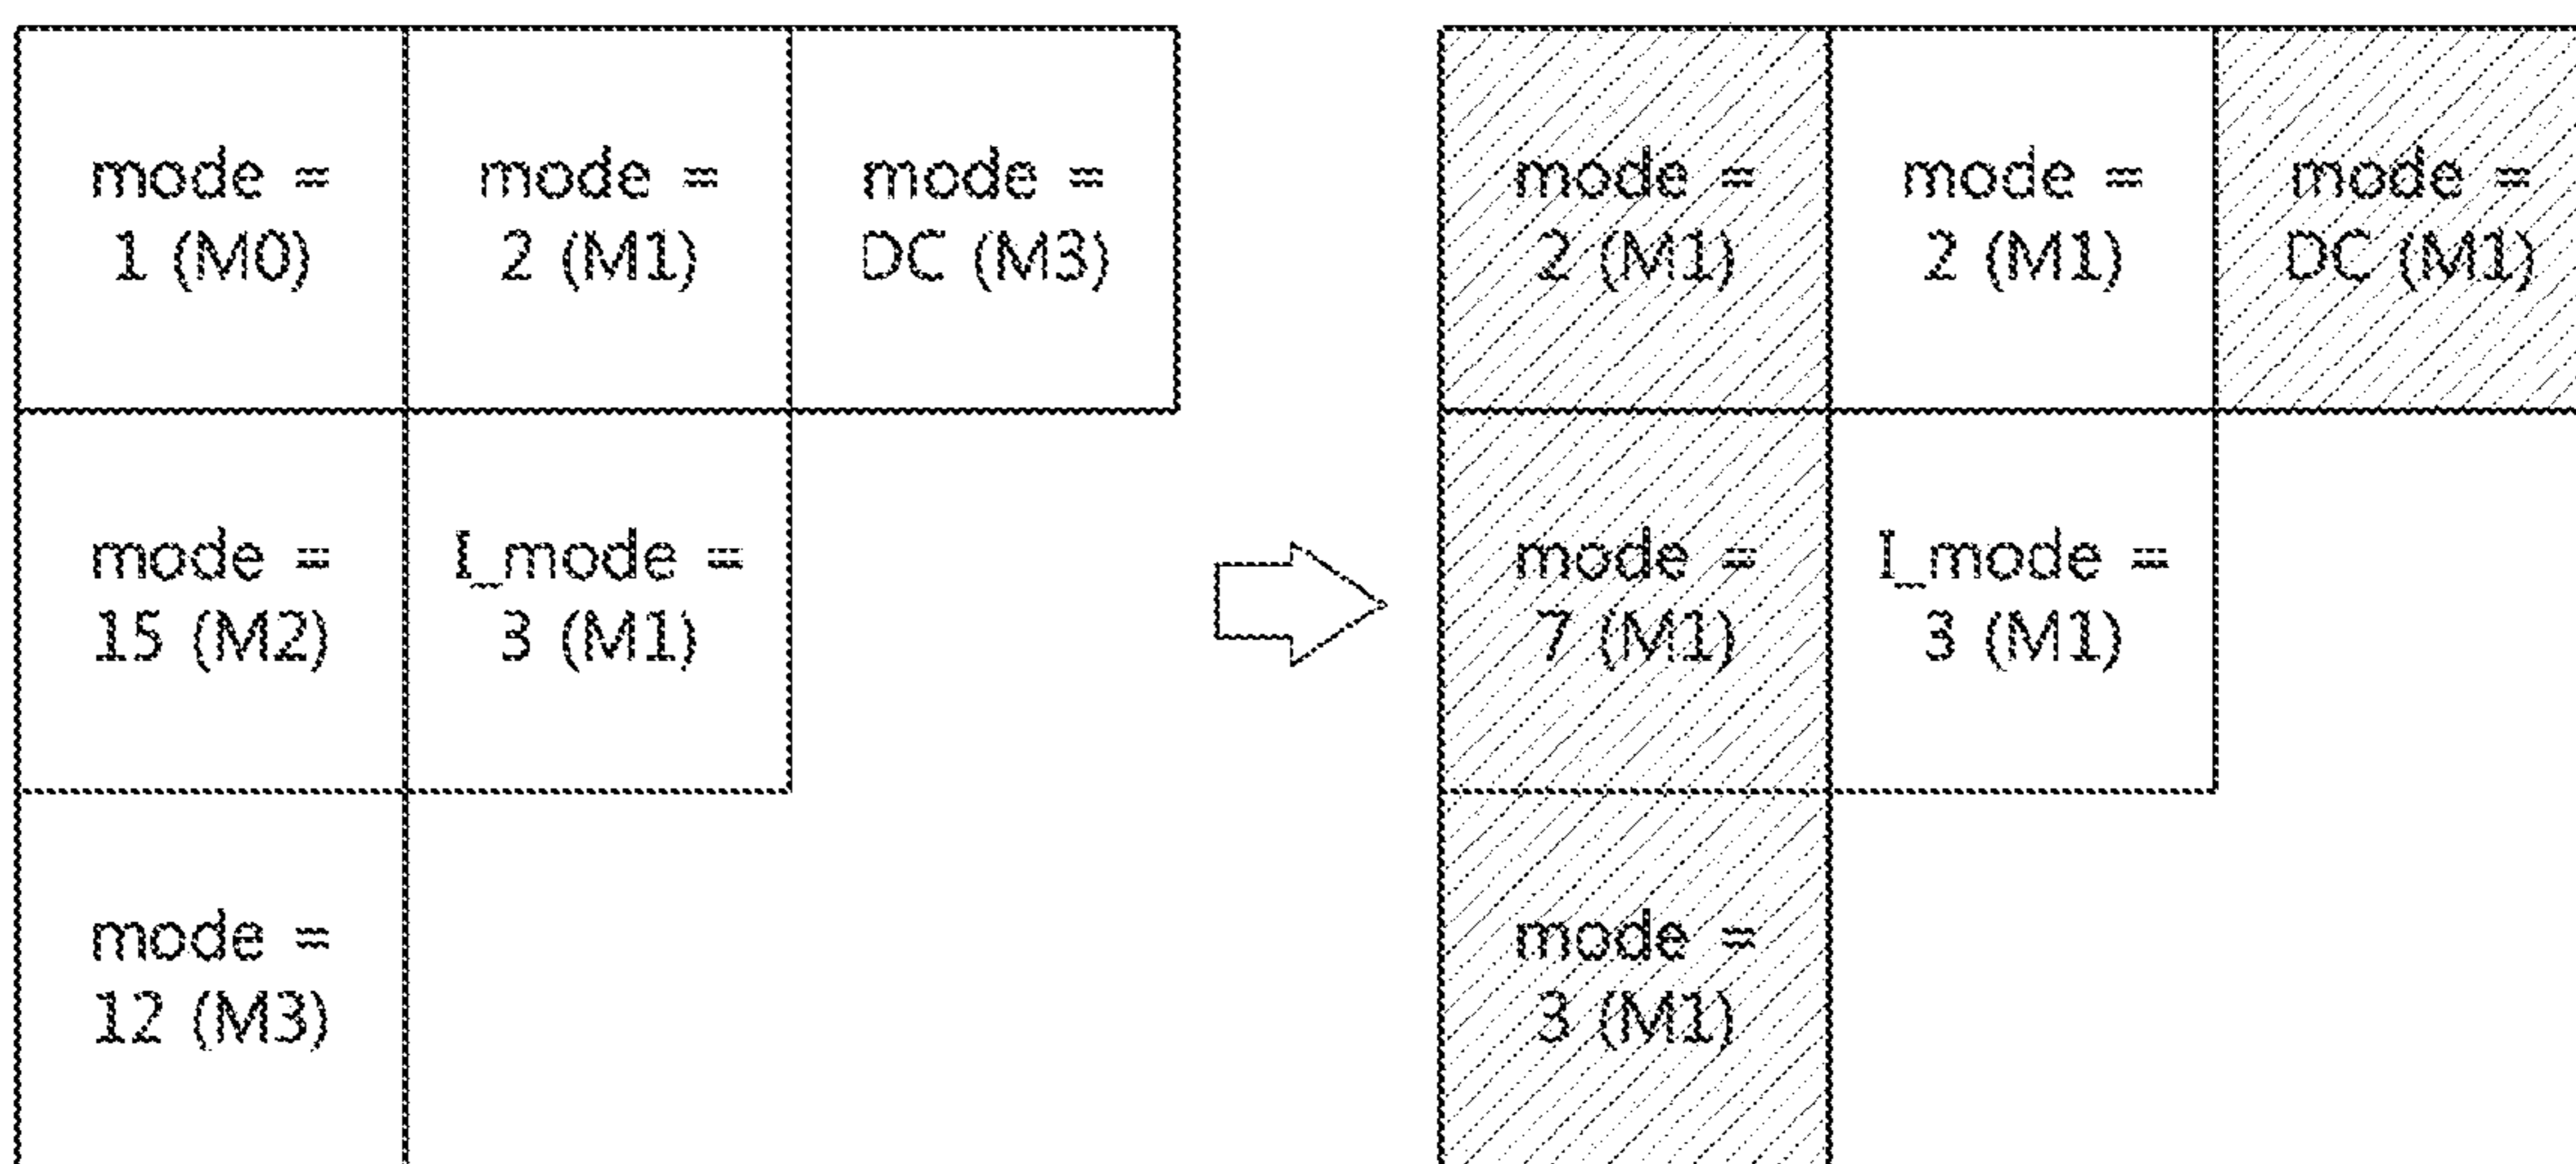 mode =
1 (M0)
mode =
2 (M1)
mode =
DC (M3)
mode =
15 (M2)
I_mode =
3 (M1)
mode =
12 (M3)
mode =
2 (M1)
mode =
2 (M1)
mode =
DC (M1)
mode =
7 (M1)
I_mode =
3 (M1)
mode =
3 (M1)